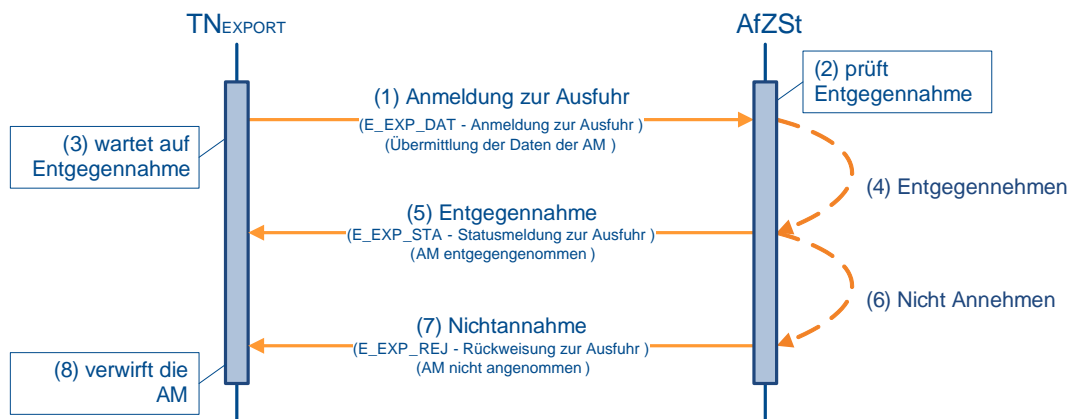 TNEXPORT
AfZSt
(2) prüft
Entgegennahme
(1) Anmeldung zur Ausfuhr
(E_EXP_DAT - Anmeldung zur Ausfuhr )
(Übermittlung der Daten der AM )
(3) wartet auf
Entgegennahme
(4) Entgegennehmen
(5) Entgegennahme
(E_EXP_STA - Statusmeldung zur Ausfuhr )
(AM entgegengenommen )
(6) Nicht Annehmen
(7) Nichtannahme
(E_EXP_REJ - Rückweisung zur Ausfuhr )
(AM nicht angenommen )
(8) verwirft die
AM